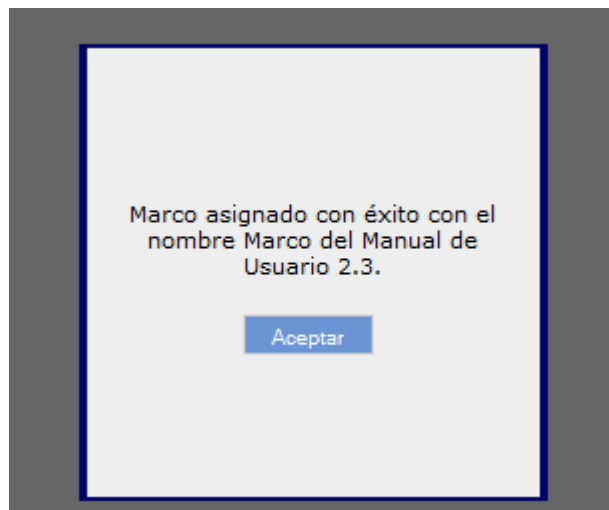 Marco asignado con éxito con el
nombre Marco del Manual de
Usuario 2.3.
Aceptar